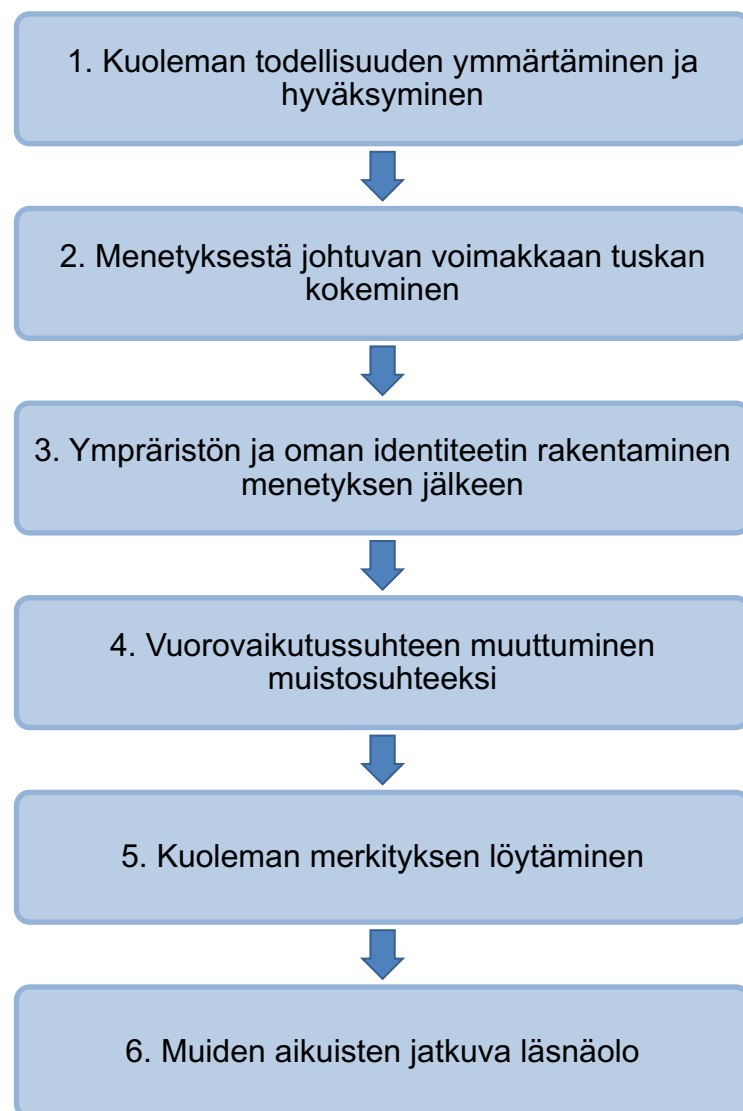 1. Kuoleman todellisuuden ymmärtäminen ja
hyväksyminen
2. Menetyksestä johtuvan voimakkaan tuskan
kokeminen
3. Ympräristön ja oman identiteetin rakentaminen
menetyksen jälkeen
4. Vuorovaikutussuhteen muuttuminen
muistosuhteeksi
5. Kuoleman merkityksen löytäminen
6. Muiden aikuisten jatkuva läsnäolo